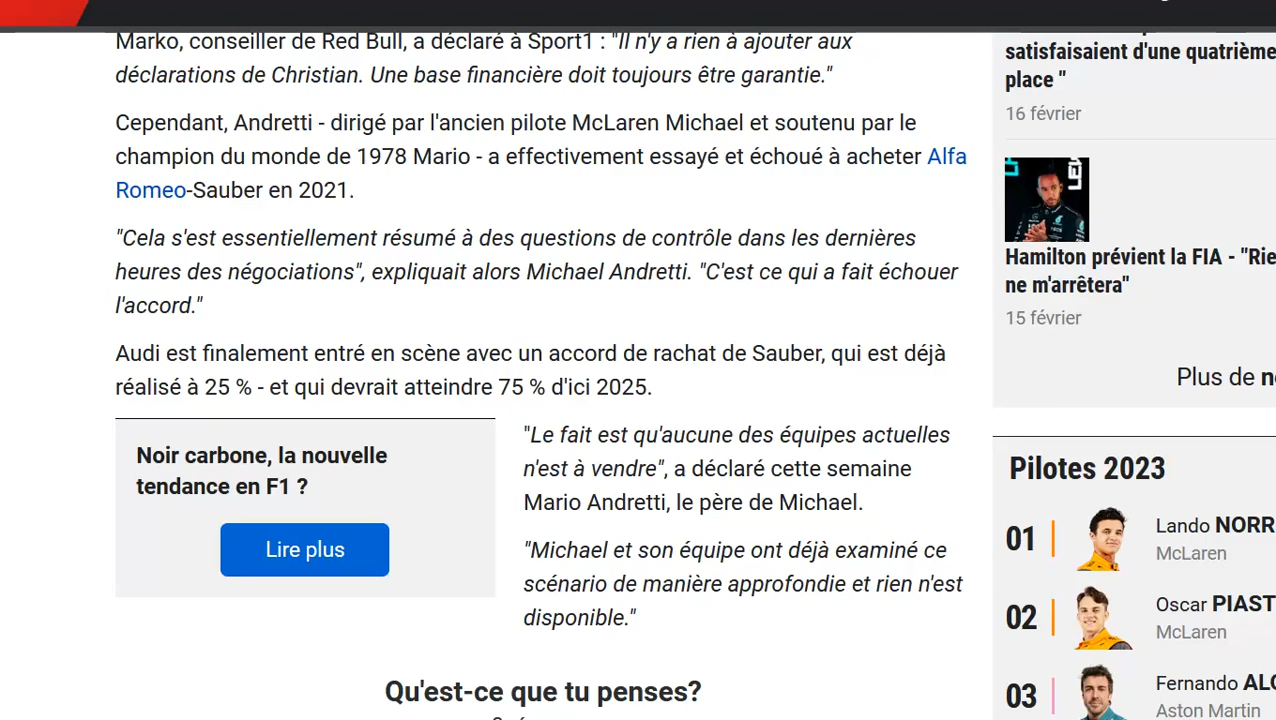 Marko, conseiller de Red Bull, a déclaré à Sport1 : "Il n'y a rien à ajouter aux
déclarations de Christian. Une base financière doit toujours être garantie."
Cependant, Andretti - dirigé par l'ancien pilote McLaren Michael et soutenu par le
champion du monde de 1978 Mario - a effectivement essayé et échoué à acheter Alfa
Romeo-Sauber en 2021.
"Cela s'est essentiellement résumé à des questions de contrôle dans les dernières
heures des négociations", expliquait alors Michael Andretti. "C'est ce qui a fait échouer
l'accord."
Audi est finalement entré en scène avec un accord de rachat de Sauber, qui est déjà
réalisé à 25 % - et qui devrait atteindre 75 % d'ici 2025.
Noir carbone, la nouvelle
tendance en F1 ?
Lire plus
"Le fait est qu'aucune des équipes actuelles
n'est à vendre", a déclaré cette semaine
Mario Andretti, le père de Michael.
"Michael et son équipe ont déjà examiné ce
scénario de manière approfondie et rien n'est
disponible."
Qu'est-ce que tu penses?
satisfaisaient d'une quatrième
place "
16 février
Hamilton prévient la FIA - "Rie
ne m'arrêtera"
15 février
Plus de n
Pilotes 2023
01
Lando NORR
McLaren
02
Oscar PIAST
McLaren
03
Fernando ALO
Aston Martin